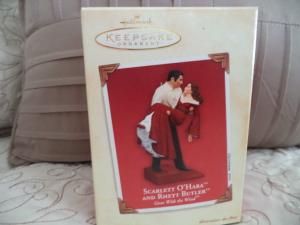 Hallmark
KEEPSAKE
ORNAMENT
SCARLETT O'HARA™
AND RHETT BUTLER™
Gone With the Wind™